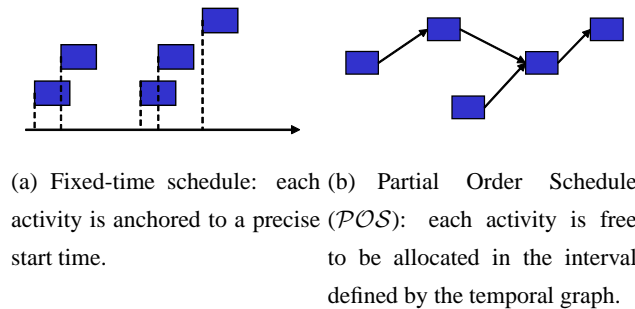 (a) Fixed-time schedule: each
activity is anchored to a precise
start time.
(b) Partial Order Schedule
(POS): each activity is free
to be allocated in the interval
defined by the temporal graph.